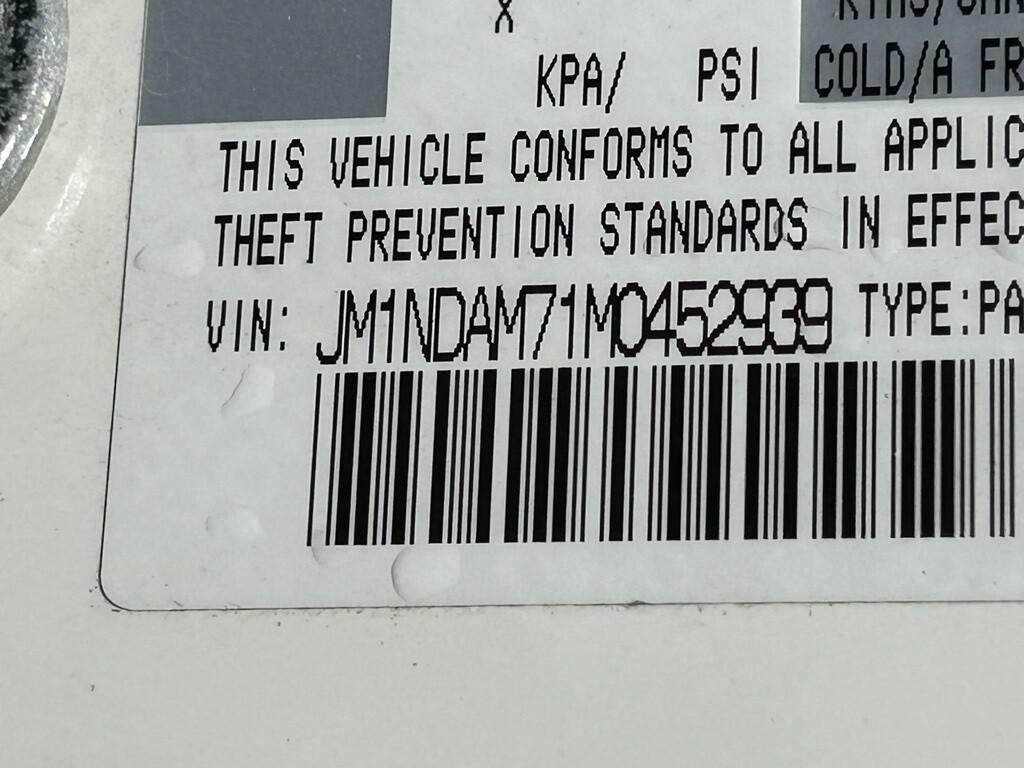 X
KPA/ PSI COLD/A FR
THIS VEHICLE CONFORMS TO ALL APPLIC
THEFT PREVENTION STANDARDS IN EFFEC
VIN: JM1NDAM71M0452939 TYPE:PA